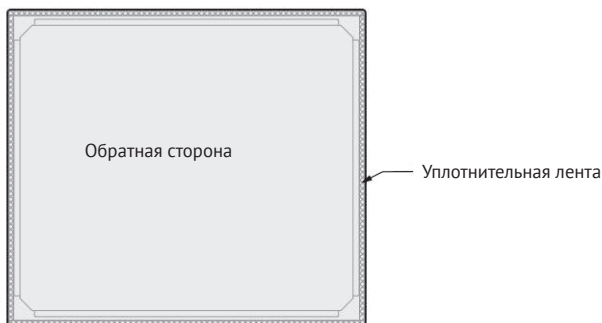 Обратная сторона
Уплотнительная лента